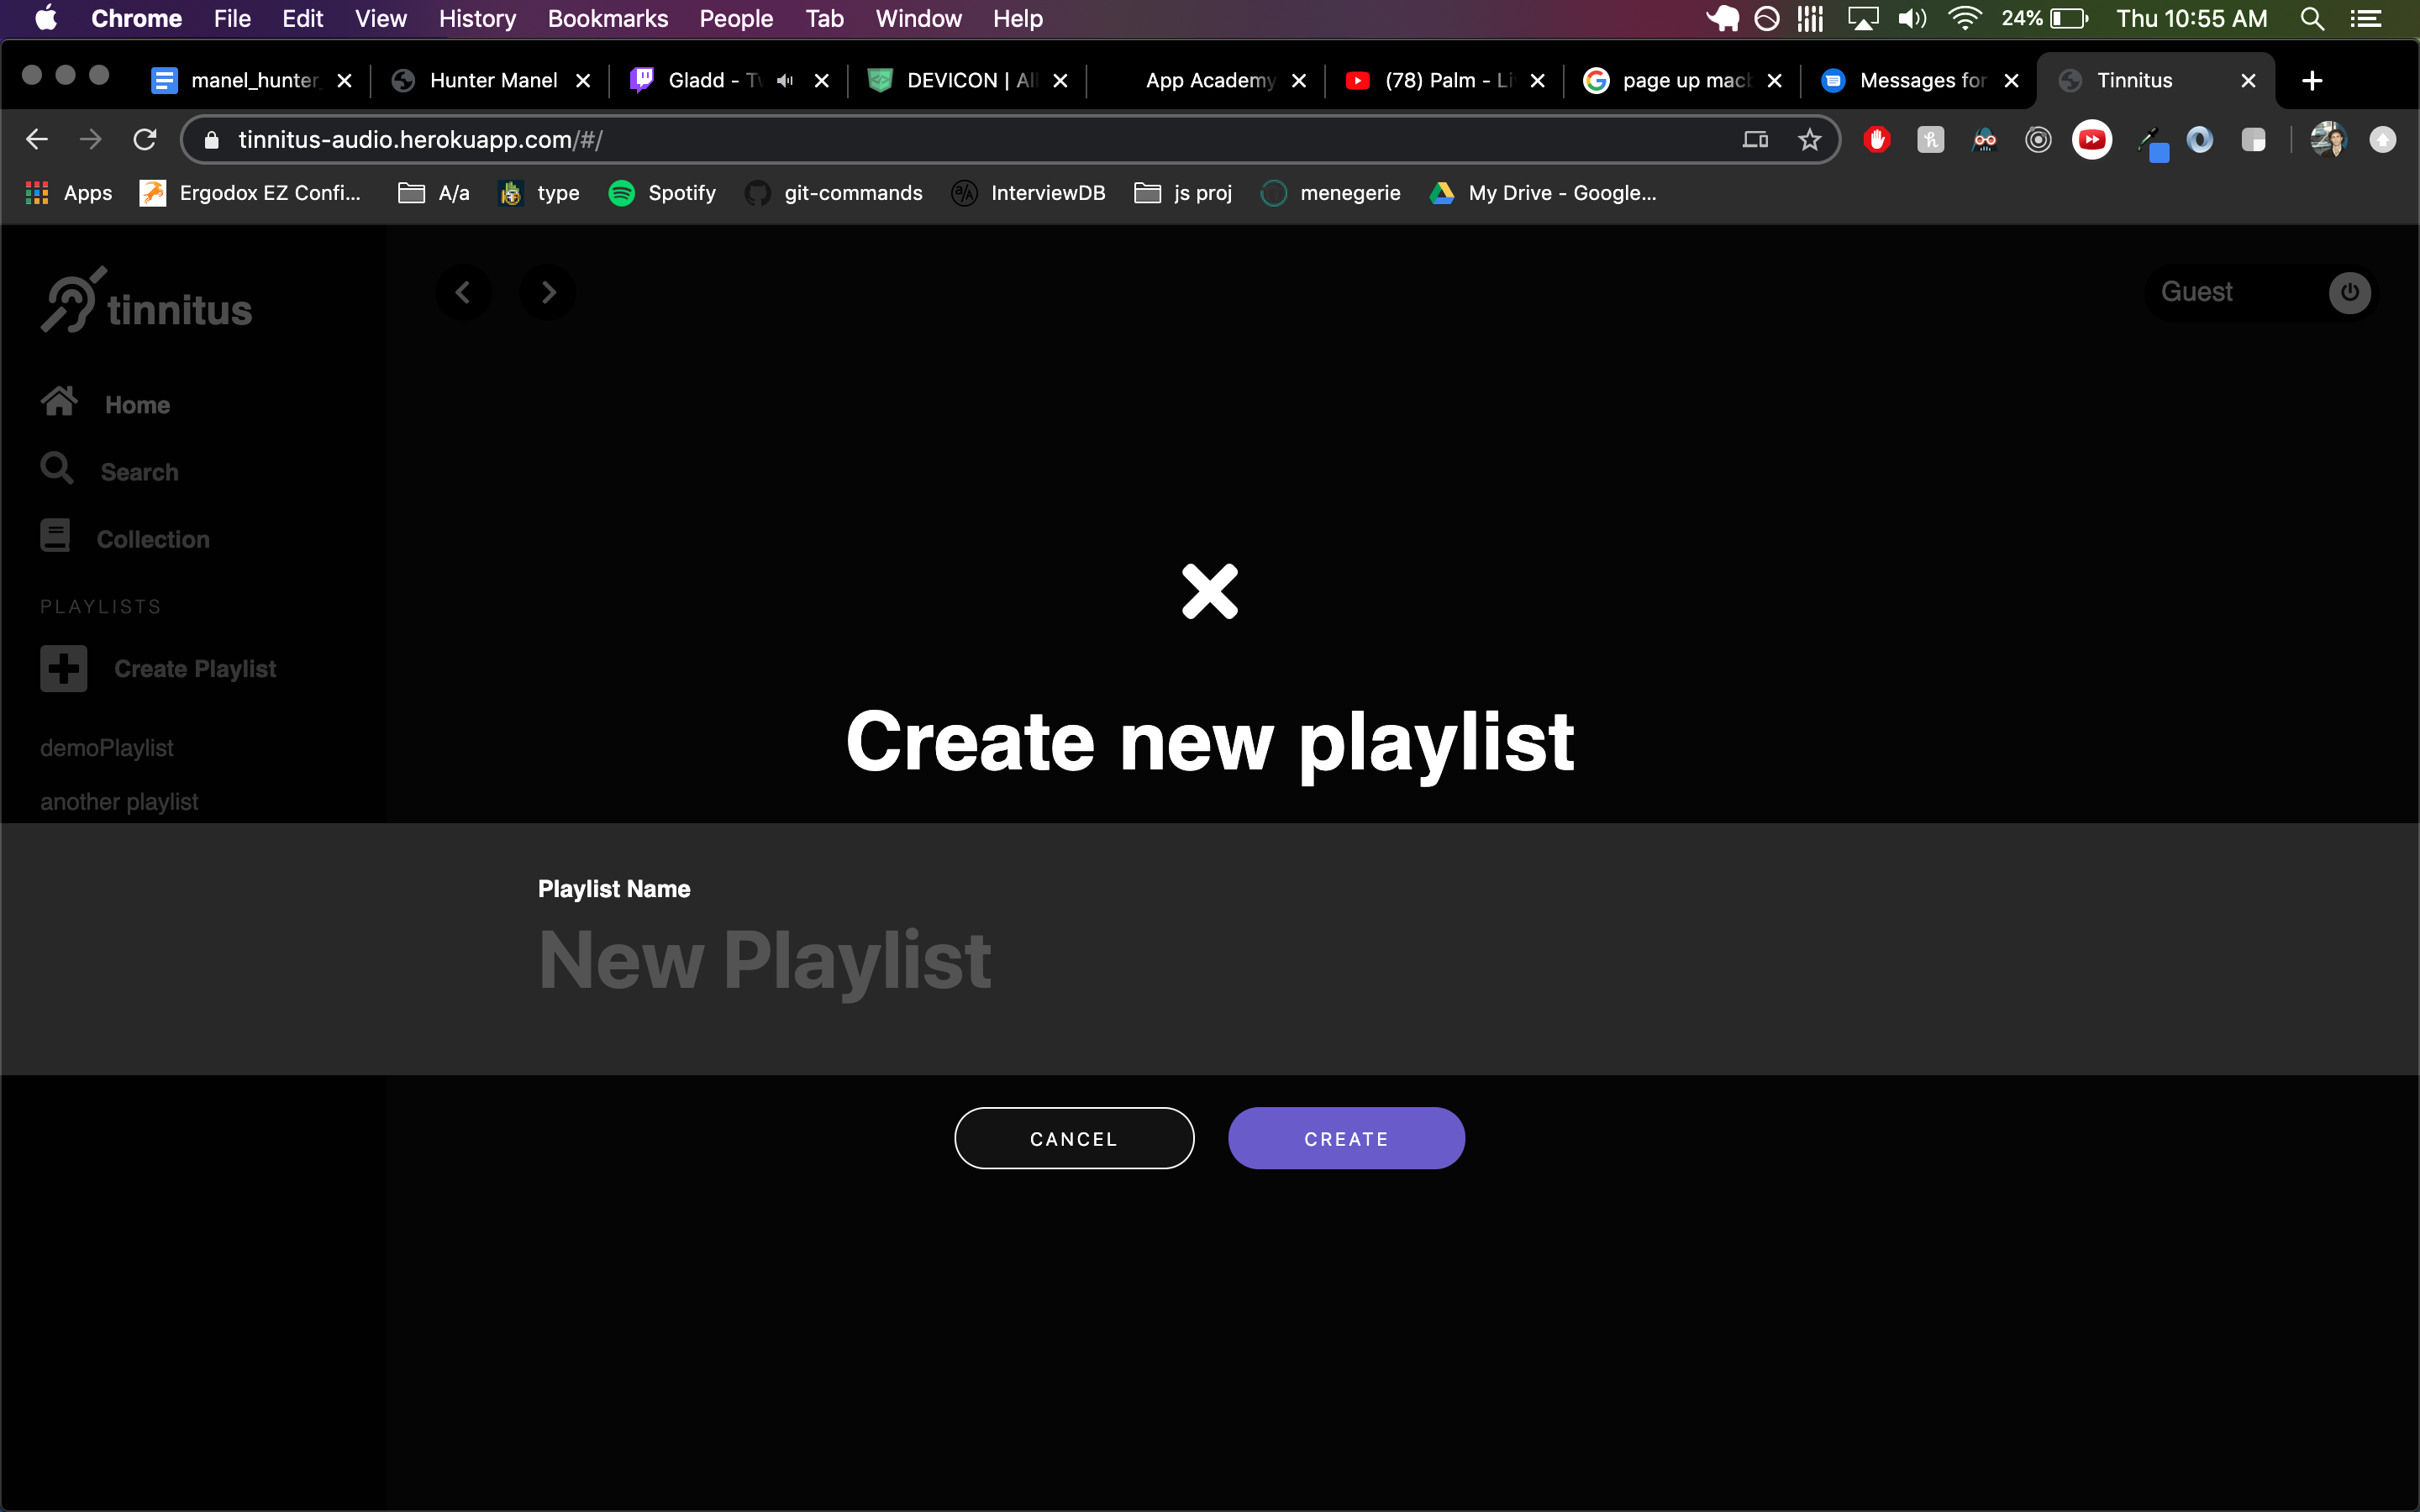 Chrome File Edit View History Bookmarks People Tab Window Help 24% Thu 10:55 AM
manel_hunter Hunter Manel Gladd - Tw DEVICON | All App Academy (78) Palm - Li page up macb Messages for Tinnitus
tinnitus-audio.herokuapp.com/#/
Apps Ergodox EZ Confi... A/a type Spotify git-commands InterviewDB js proj menegerie My Drive - Google...
tinnitus
Guest
Home
Search
Collection
PLAYLISTS
Create Playlist
demoPlaylist
another playlist
Create new playlist
Playlist Name
New Playlist
CANCEL CREATE